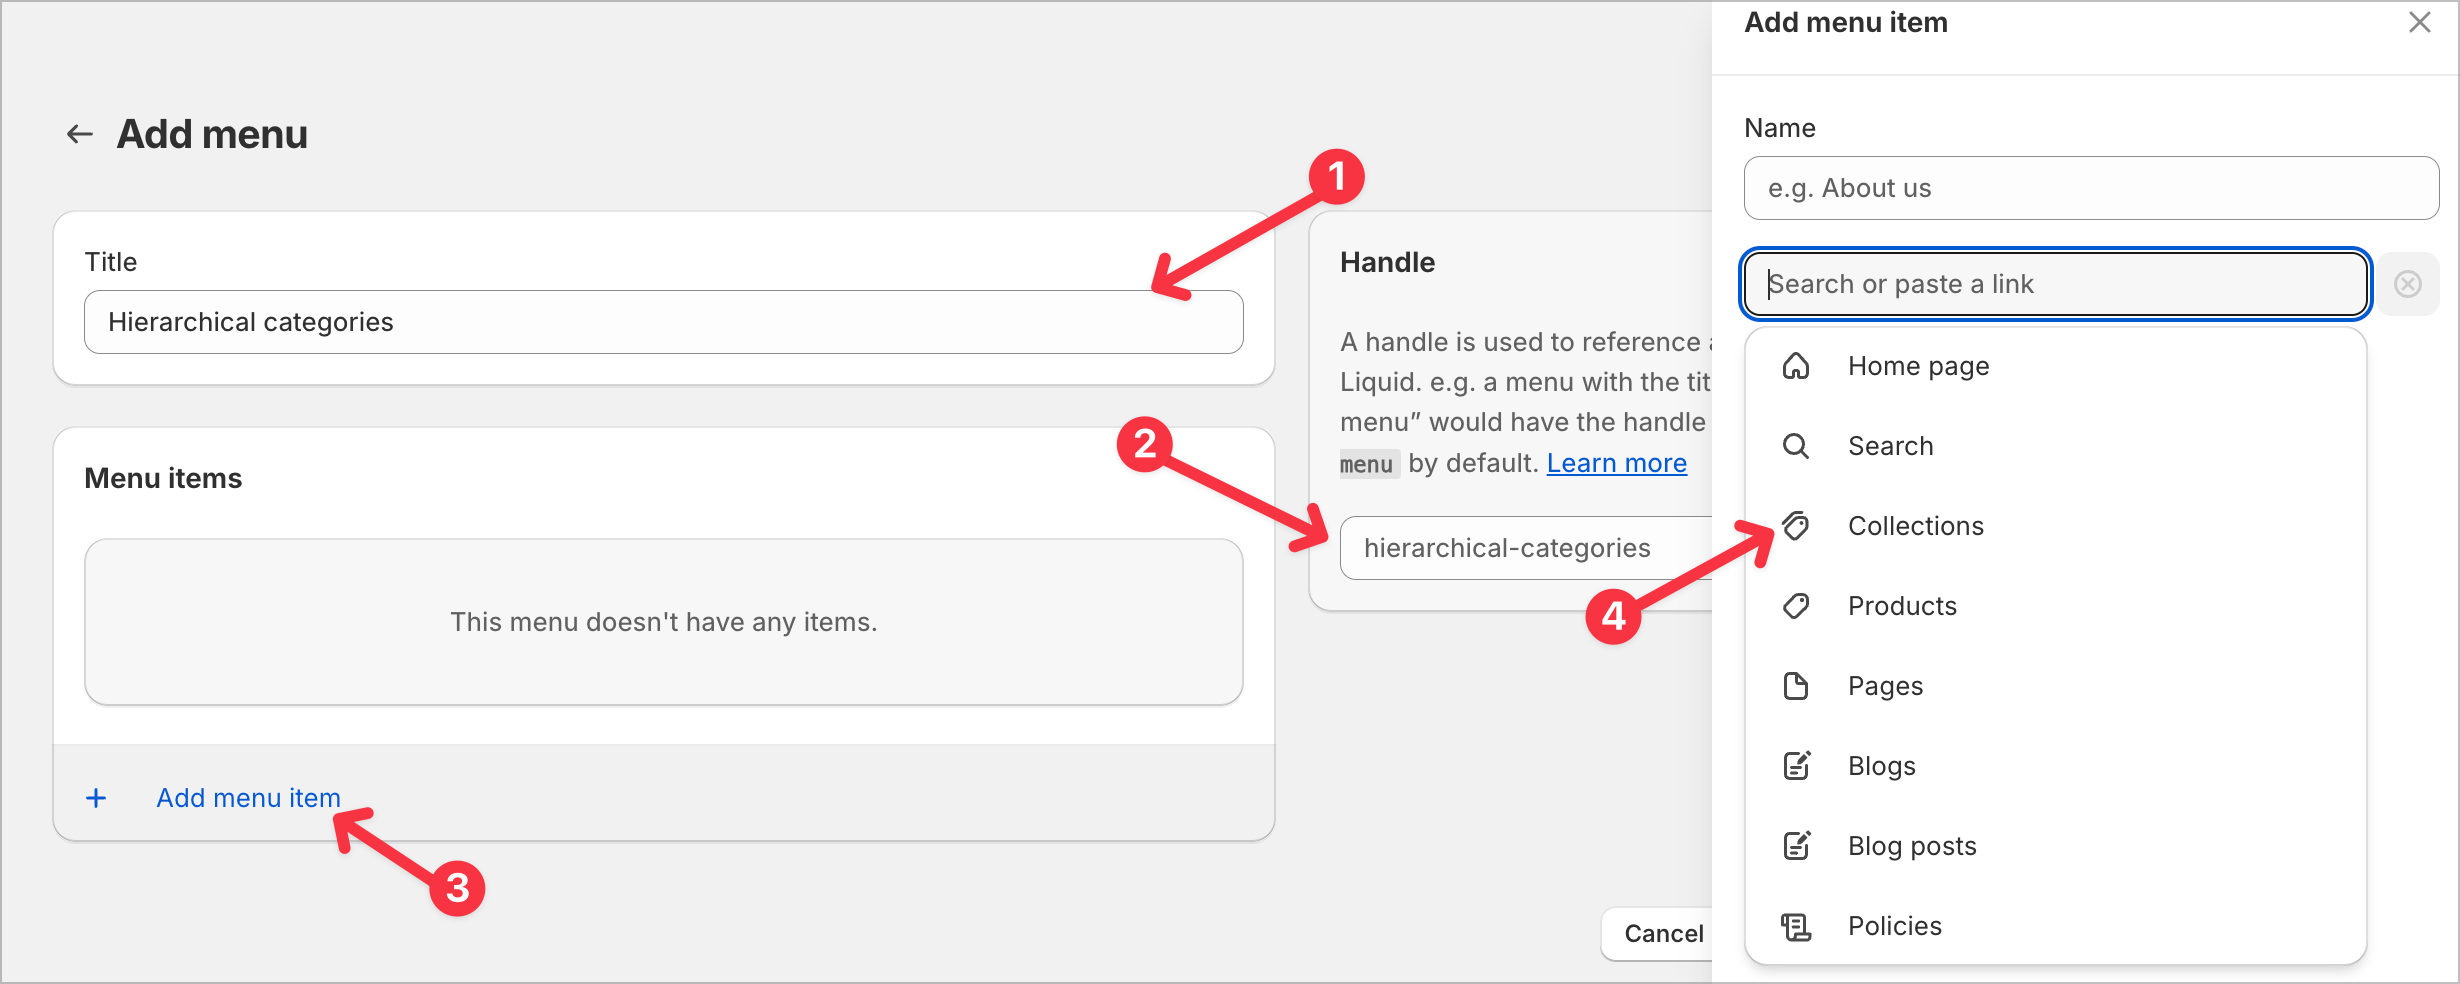 Add menu
1
Title
Hierarchical categories
Menu items
This menu doesn't have any items.
Add menu item
3
2
Handle
A handle is used to reference
Liquid. e.g. a menu with the tit
menu” would have the handle
menu by default. Learn more
hierarchical-categories
4
Cancel
Add menu item
Name
e.g. About us
Search or paste a link
Home page
Search
Collections
Products
Pages
Blogs
Blog posts
Policies